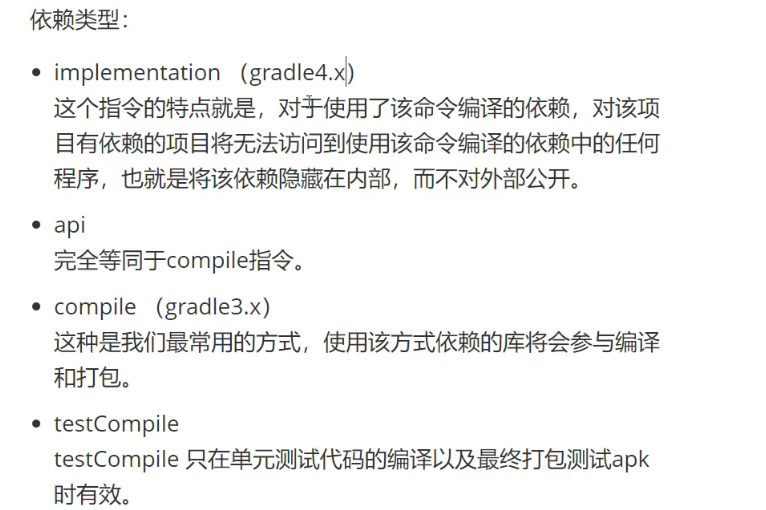 依赖类型：
implementation （gradle4.x）
这个指令的特点就是，对于使用了该命令编译的依赖，对该项
目有依赖的项目将无法访问到使用该命令编译的依赖中的任何
程序，也就是将该依赖隐藏在内部，而不对外部公开。
api
完全等同于compile指令。
compile （gradle3.x）
这种是我们最常用的方式，使用该方式依赖的库将会参与编译
和打包。
testCompile
testCompile 只在单元测试代码的编译以及最终打包测试apk
时有效。